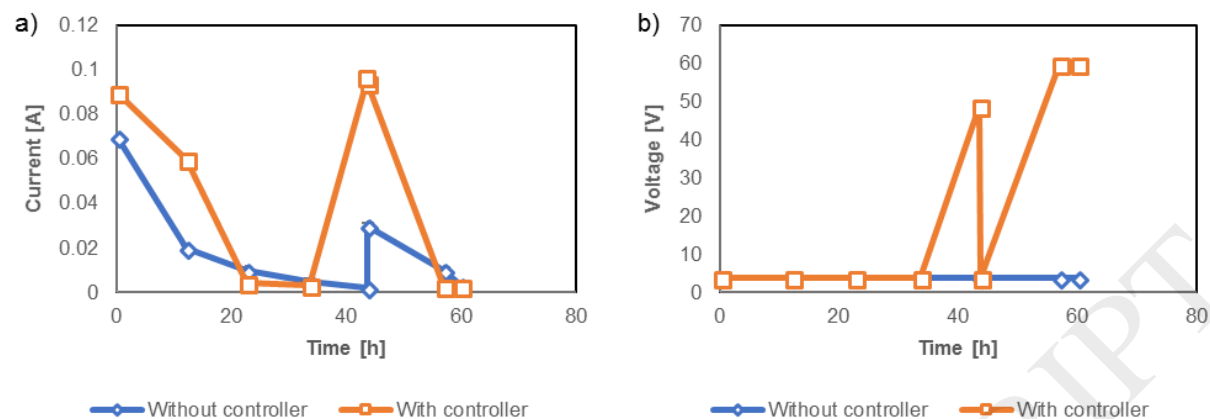 a)
Current [A]
0.12
0.1
0.08
0.06
0.04
0.02
0
0 20 40 60 80
Time [h]
Without controller With controller
b)
Voltage [V]
70
60
50
40
30
20
10
0
0 20 40 60 80
Time [h]
Without controller With controller
RIPT